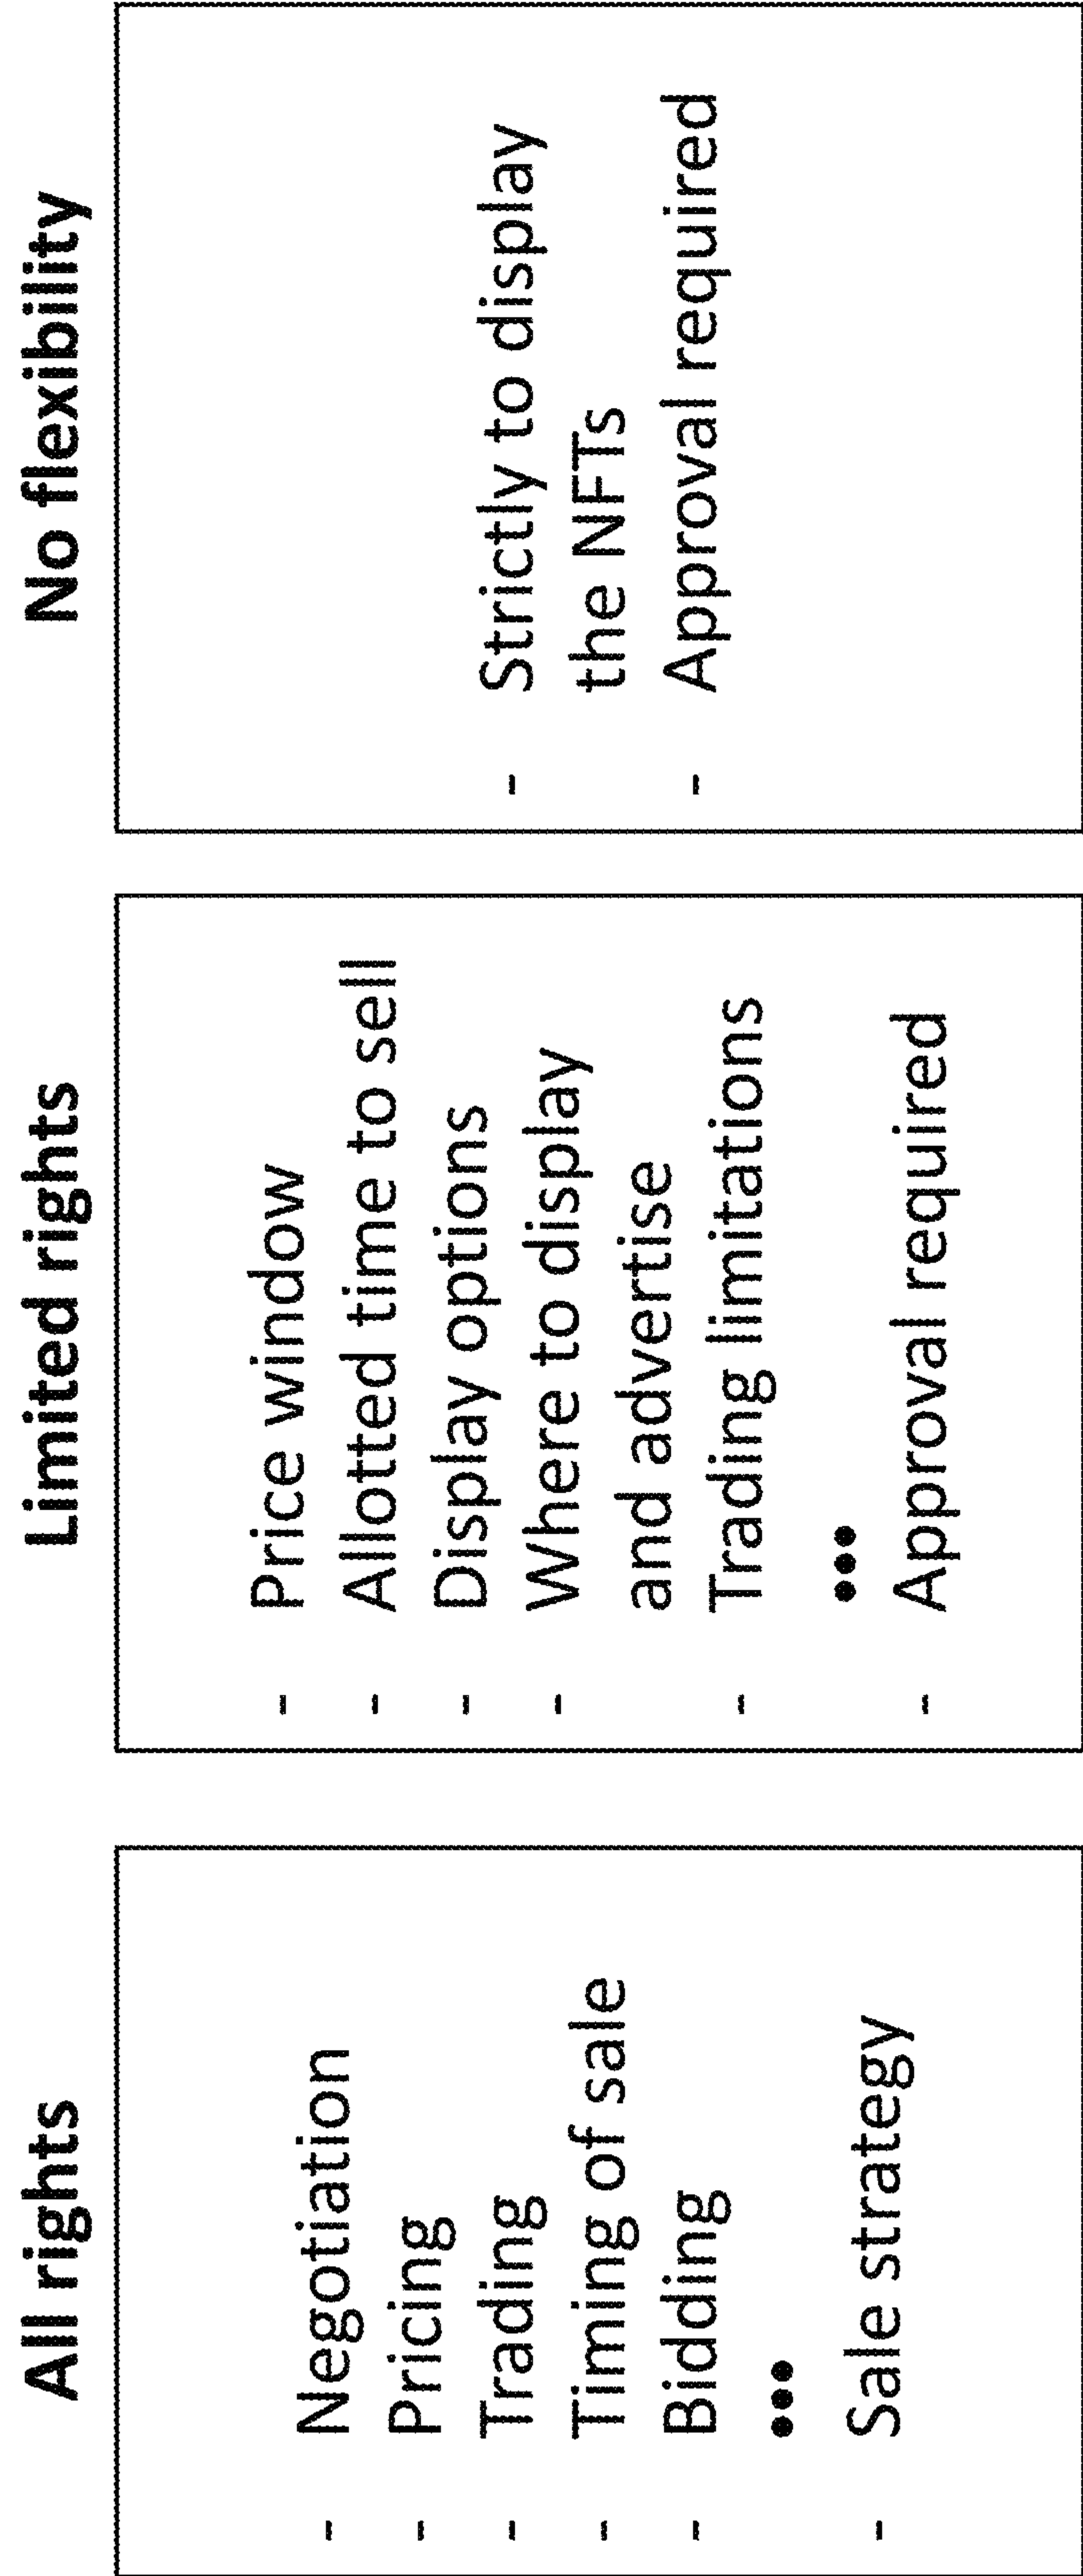 All rights
- Negotiation
- Pricing
- Trading
- Timing of sale
- Bidding
•••
- Sale strategy
Limited rights
- Price window
- Allotted time to sell
- Display options
- Where to display
and advertise
- Trading limitations
•••
- Approval required
No flexibility
- Strictly to display
the NFTs
- Approval required